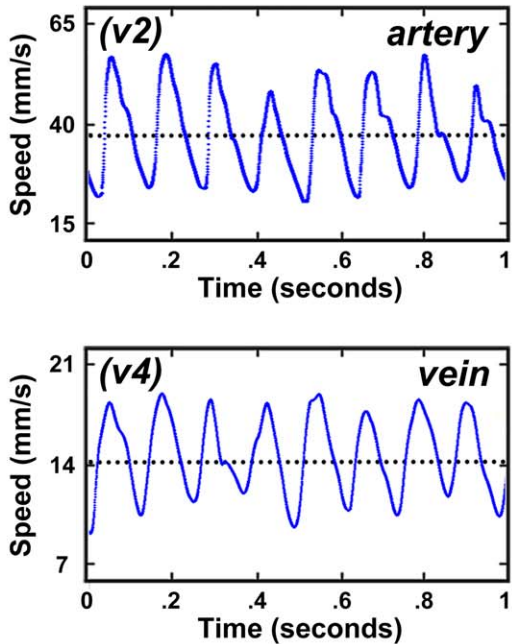 (v2) artery
65
40
15
Speed (mm/s)
0 .2 .4 .6 .8 1
Time (seconds)
(v4) vein
21
14
7
Speed (mm/s)
0 .2 .4 .6 .8 1
Time (seconds)